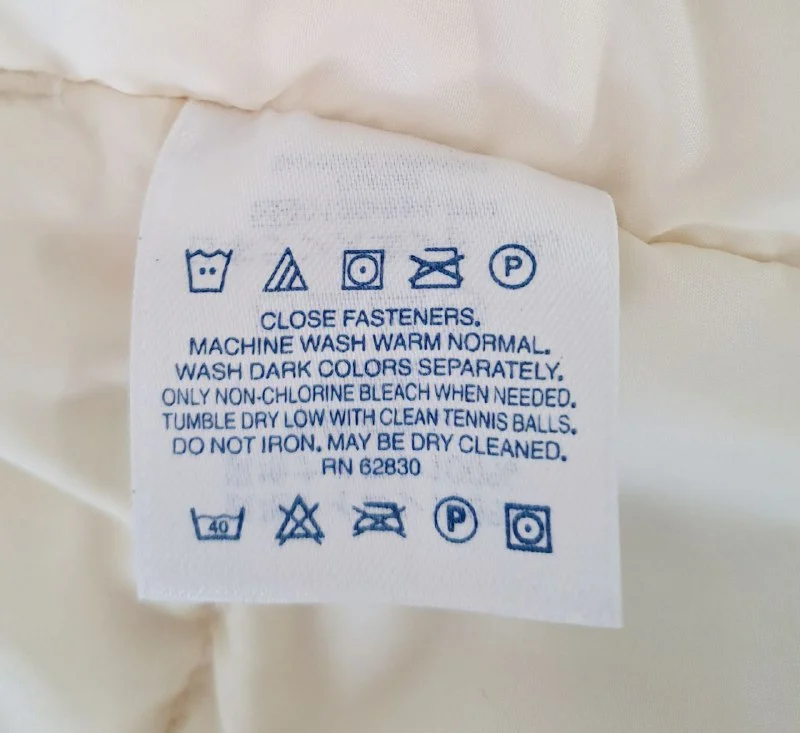 P
CLOSE FASTENERS.
MACHINE WASH WARM NORMAL.
WASH DARK COLORS SEPARATELY.
ONLY NON-CHLORINE BLEACH WHEN NEEDED.
TUMBLE DRY LOW WITH CLEAN TENNIS BALLS.
DO NOT IRON. MAY BE DRY CLEANED.
RN 62830
40 P